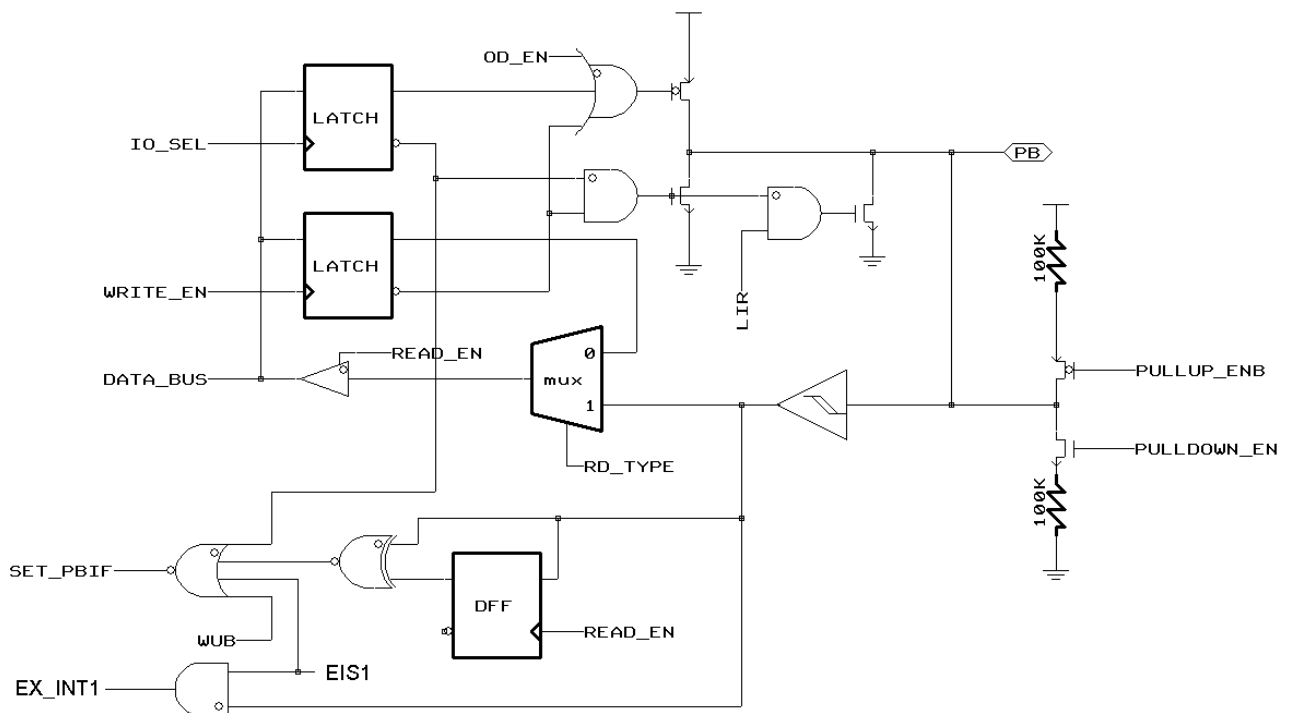 OD_EN
LATCH
IO_SEL
PB
LATCH
WRITE_EN
100K
LIR
READ_EN
0
DATA_BUS
mux
PULLUP_ENB
1
PULLDOWN_EN
RD_TYPE
100K
SET_PBIF
DFF
READ_EN
WUB
EIS1
EX_INT1